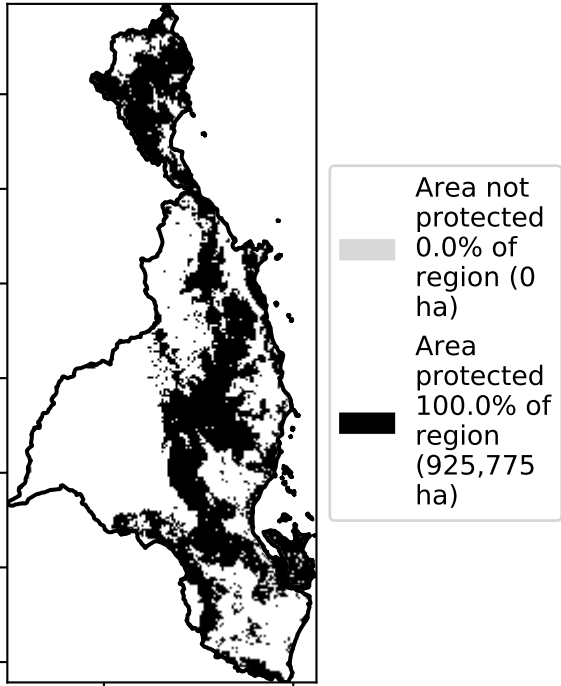 Area not
protected
0.0% of
region (0
ha)
Area
protected
100.0% of
region
(925,775
ha)